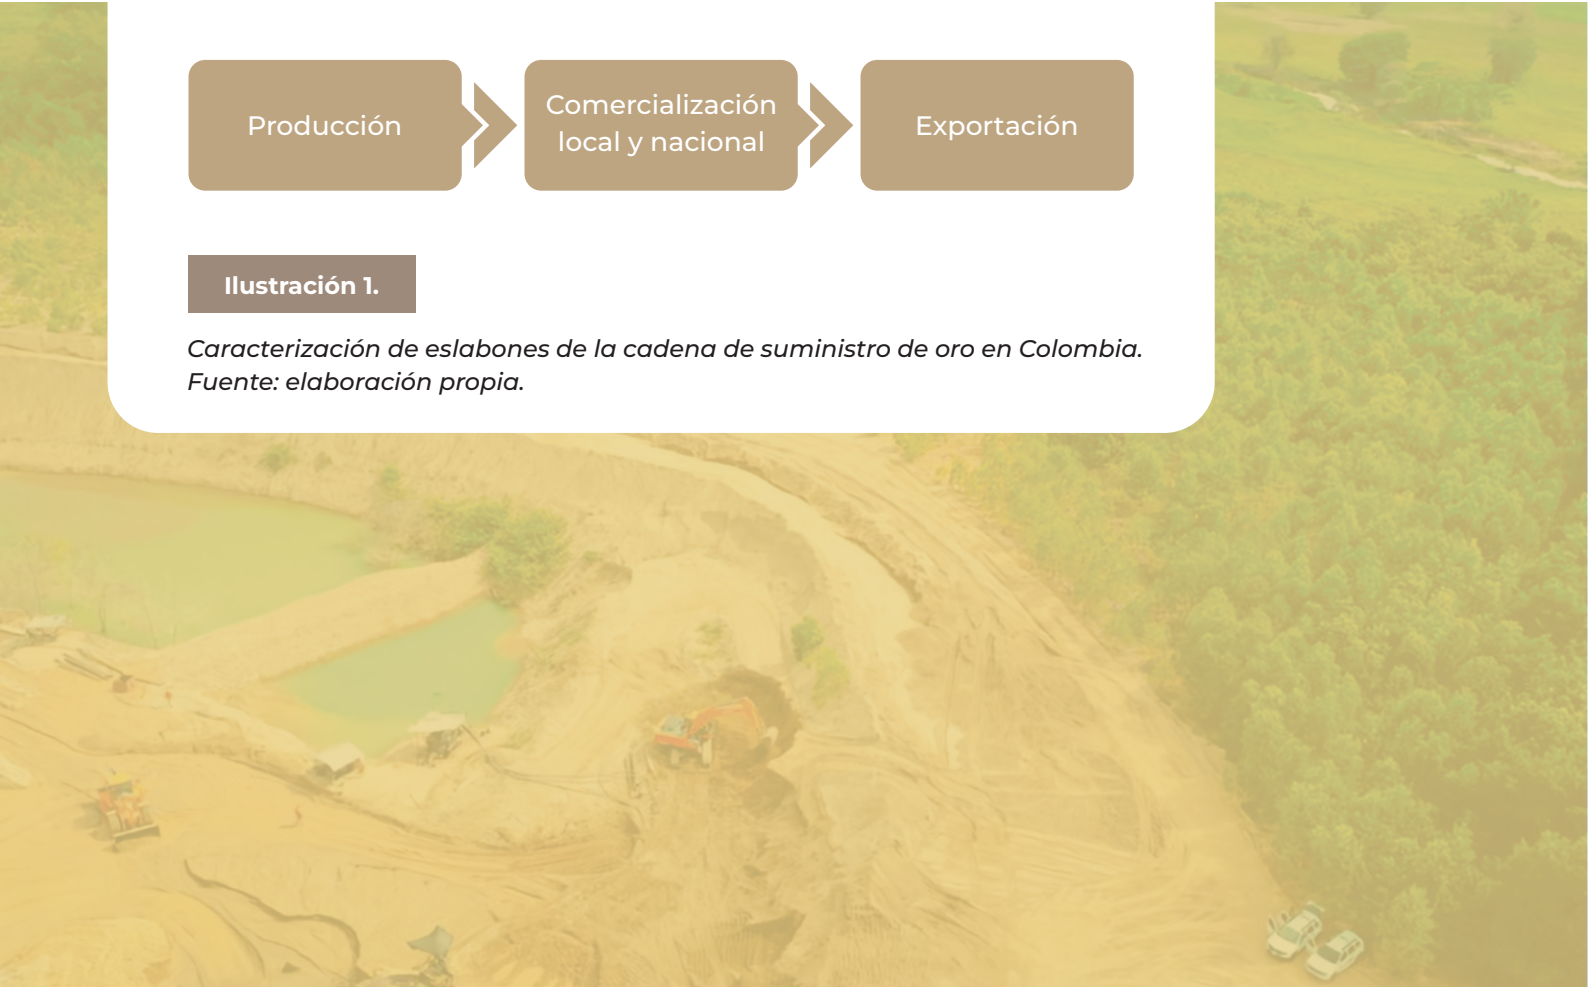 Producción
Comercialización
local y nacional
Exportación
Ilustración 1.
Caracterización de eslabones de la cadena de suministro de oro en Colombia.
Fuente: elaboración propia.